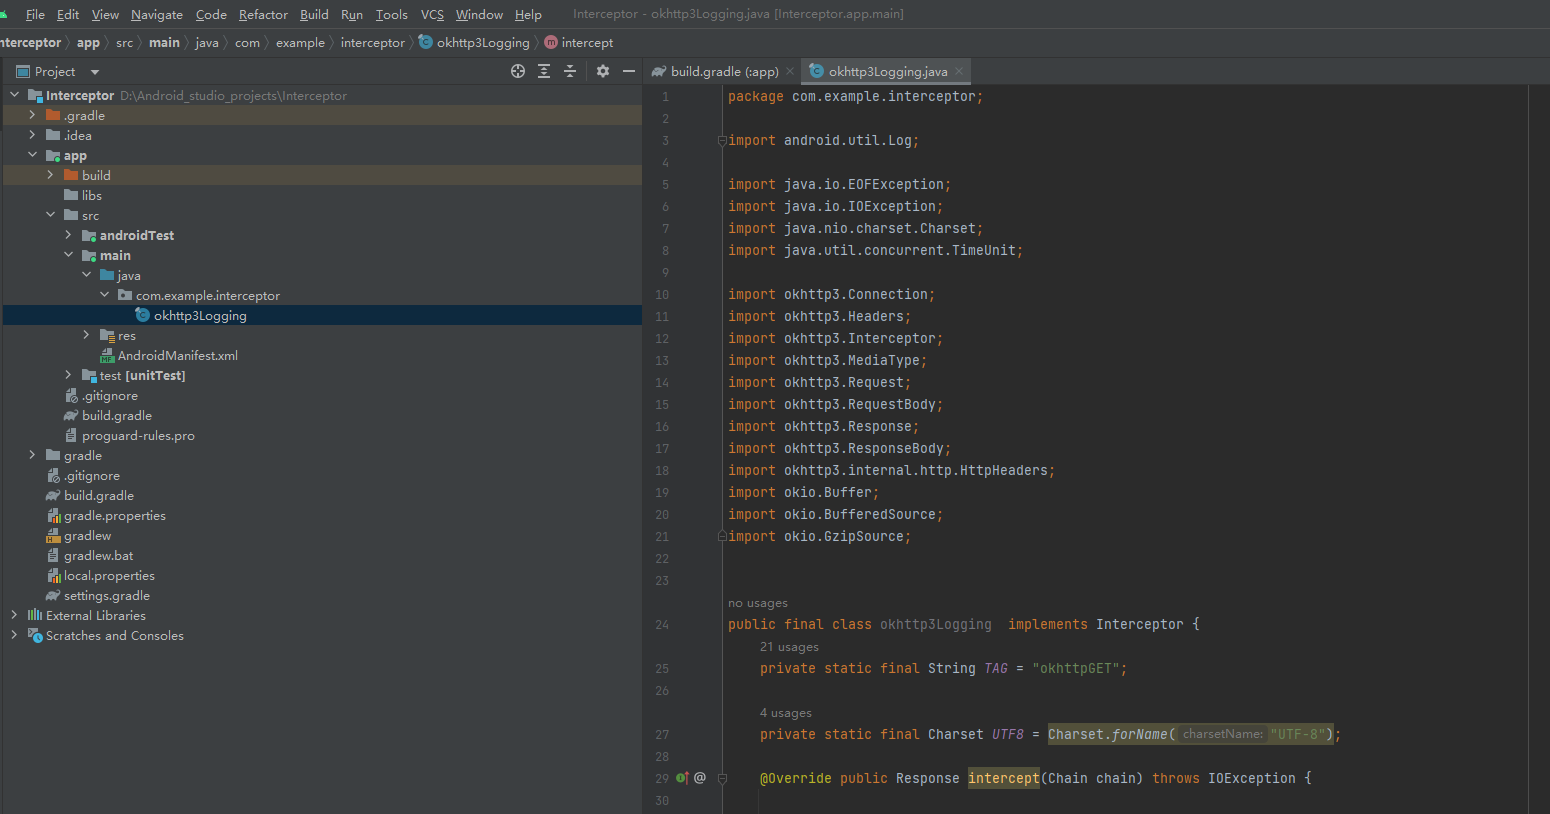 File Edit View Navigate Code Refactor Build Run Tools VCS Window Help Interceptor - okhttp3Logging.java [Interceptor.app.main]
nterceptor app src main java com example interceptor okhttp3Logging intercept
Project
build.gradle (:app) okhttp3Logging.java
Interceptor D:\Android_studio_projects\Interceptor
.gradle
.idea
app
build
libs
src
androidTest
main
java
com.example.interceptor
okhttp3Logging
res
AndroidManifest.xml
test [unitTest]
.gitignore
build.gradle
proguard-rules.pro
gradle
.gitignore
build.gradle
gradle.properties
gradlew
gradlew.bat
local.properties
settings.gradle
External Libraries
Scratches and Consoles
1 package com.example.interceptor;
2
3 import android.util.Log;
4
5 import java.io.EOFException;
6 import java.io.IOException;
7 import java.nio.charset.Charset;
8 import java.util.concurrent.TimeUnit;
9
10 import okhttp3.Connection;
11 import okhttp3.Headers;
12 import okhttp3.Interceptor;
13 import okhttp3.MediaType;
14 import okhttp3.Request;
15 import okhttp3.RequestBody;
16 import okhttp3.Response;
17 import okhttp3.ResponseBody;
18 import okhttp3.internal.http.HttpHeaders;
19 import okio.Buffer;
20 import okio.BufferedSource;
21 import okio.GzipSource;
22
23
no usages
24 public final class okhttp3Logging implements Interceptor {
21 usages
25 private static final String TAG = "okhttpGET";
26
4 usages
27 private static final Charset UTF8 = Charset.forName( charsetName: "UTF-8");
28
29 @ @Override public Response intercept(Chain chain) throws IOException {
30